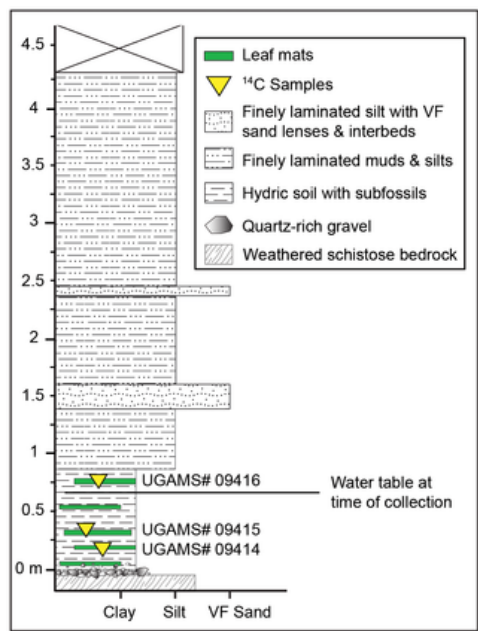 4.5
4
3.5
3
2.5
2
1.5
1
0.5
0 m
Leaf mats
14C Samples
Finely laminated silt with VF
sand lenses & interbeds
Finely laminated muds & silts
Hydric soil with subfossils
Quartz-rich gravel
Weathered schistose bedrock
UGAMS# 09416
Water table at
time of collection
UGAMS# 09415
UGAMS# 09414
Clay
Silt
VF Sand